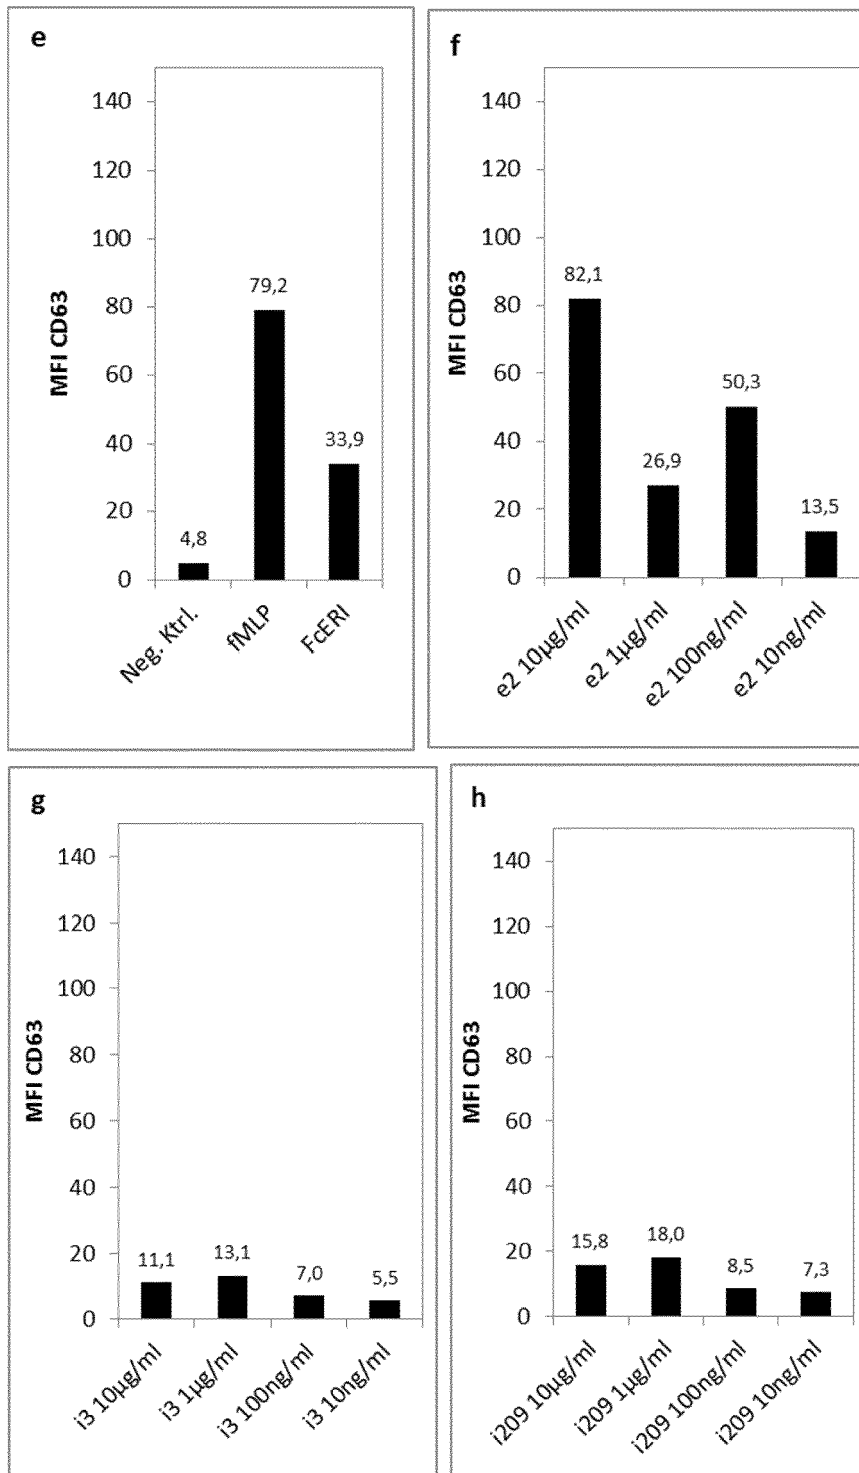 e
MFI CD63
140
120
100
80
60
40
20
0
4,8
79,2
33,9
Neg. Ktrl.
fMLP
FcERI
f
MFI CD63
140
120
100
80
60
40
20
0
82,1
26,9
50,3
13,5
e2 10µg/ml
e2 1µg/ml
e2 100ng/ml
e2 10ng/ml
g
MFI CD63
140
120
100
80
60
40
20
0
11,1
13,1
7,0
5,5
i3 10µg/ml
i3 1µg/ml
i3 100ng/ml
i3 10ng/ml
h
MFI CD63
140
120
100
80
60
40
20
0
15,8
18,0
8,5
7,3
i209 10µg/ml
i209 1µg/ml
i209 100ng/ml
i209 10ng/ml